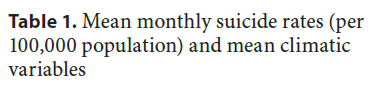 Table 1. Mean monthly suicide rates (per
100,000 population) and mean climatic
variables